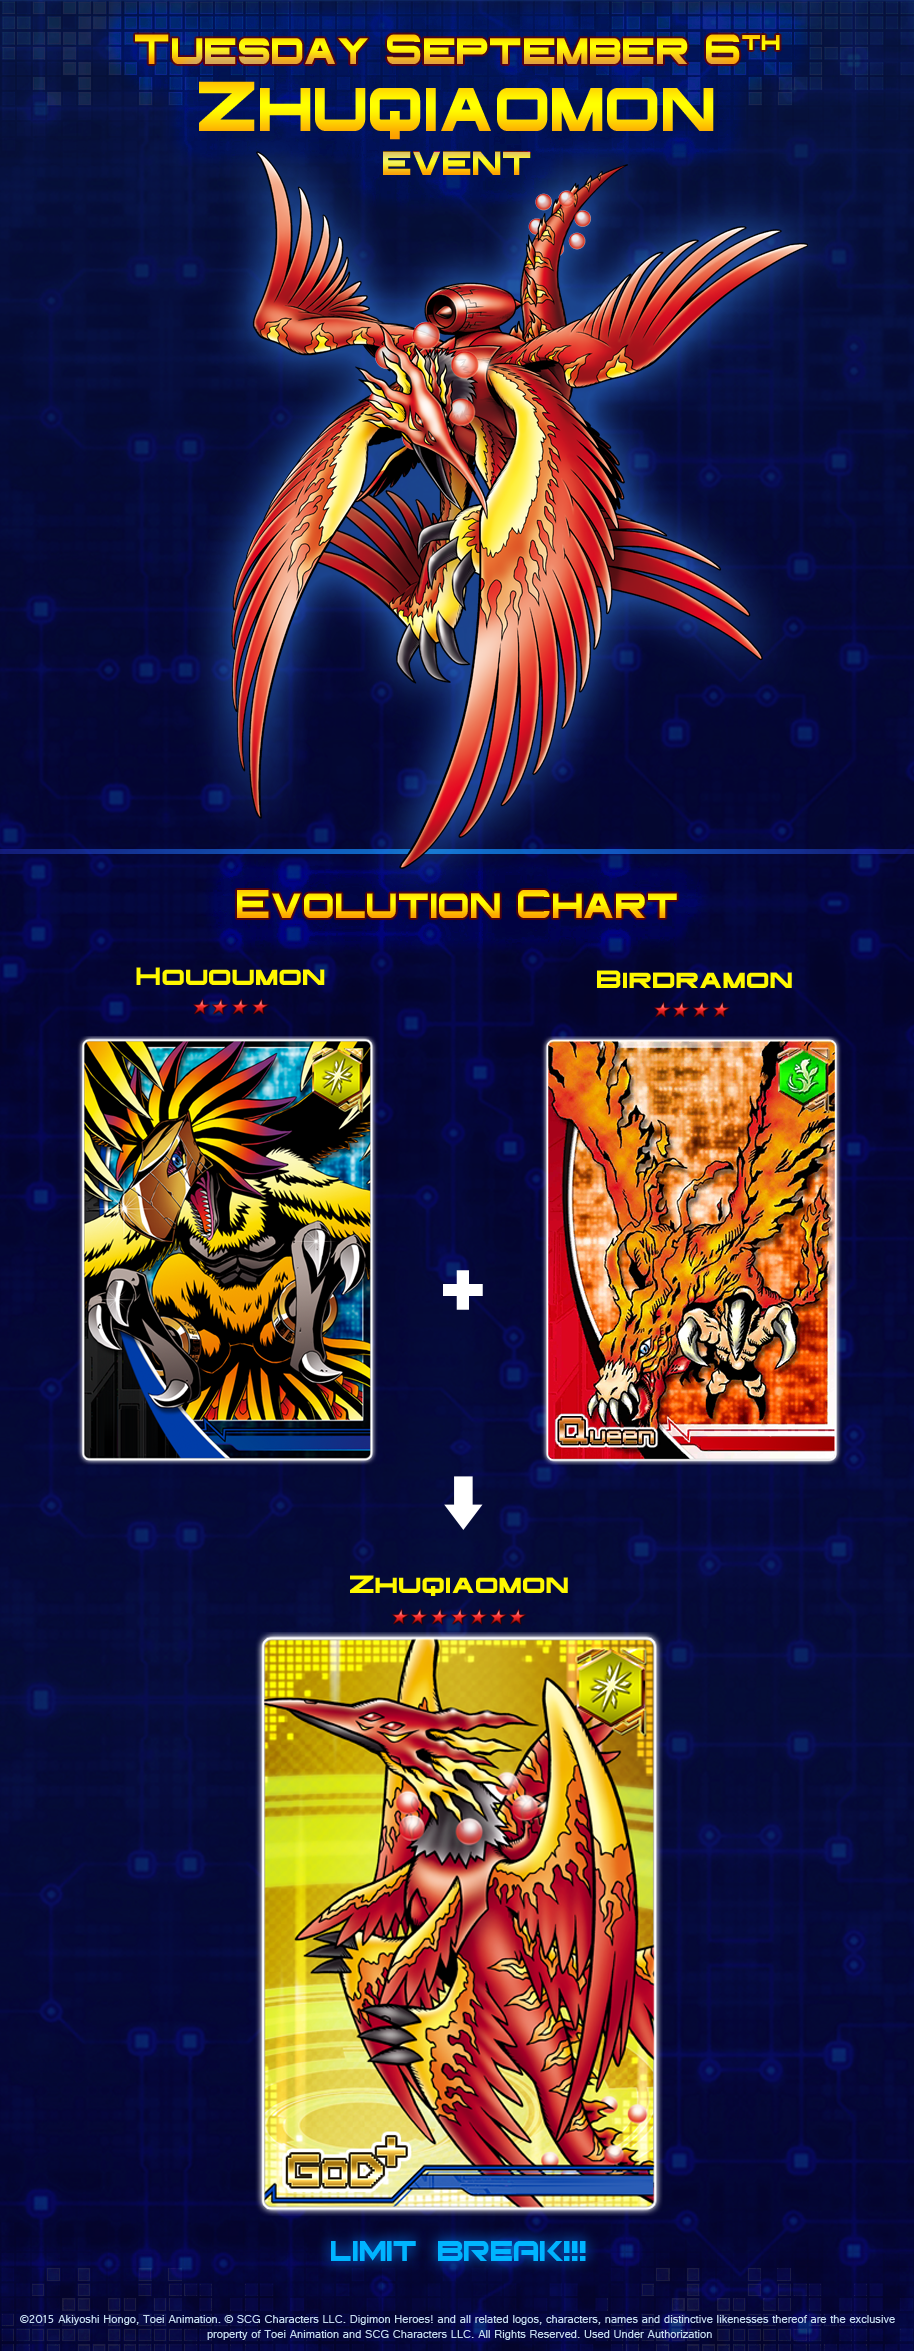 Tuesday September 6TH
Zhuqiaomon
EVENT
Evolution Chart
Hououmon
Birdramon
Queen
Zhuqiaomon
GOD+
LIMIT BREAK!!!
©2015 Akiyoshi Hongo, Toei Animation. © SCG Characters LLC. Digimon Heroes! and all related logos, characters, names and distinctive likenesses thereof are the exclusive
property of Toei Animation and SCG Characters LLC. All Rights Reserved. Used Under Authorization